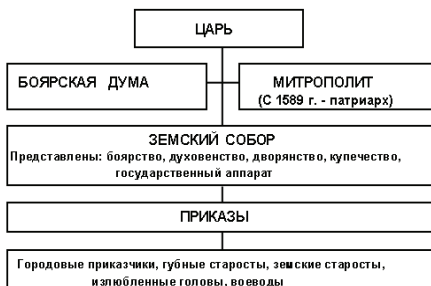 ЦАРЬ
БОЯРСКАЯ ДУМА
МИТРОПОЛИТ
(С 1589 г. - патриарх)
ЗЕМСКИЙ СОБОР
Представлены: боярство, духовенство, дворянство, купечество,
государственный аппарат
ПРИКАЗЫ
Городовые приказчики, губные старосты, земские старосты,
излюбленные головы, воеводы